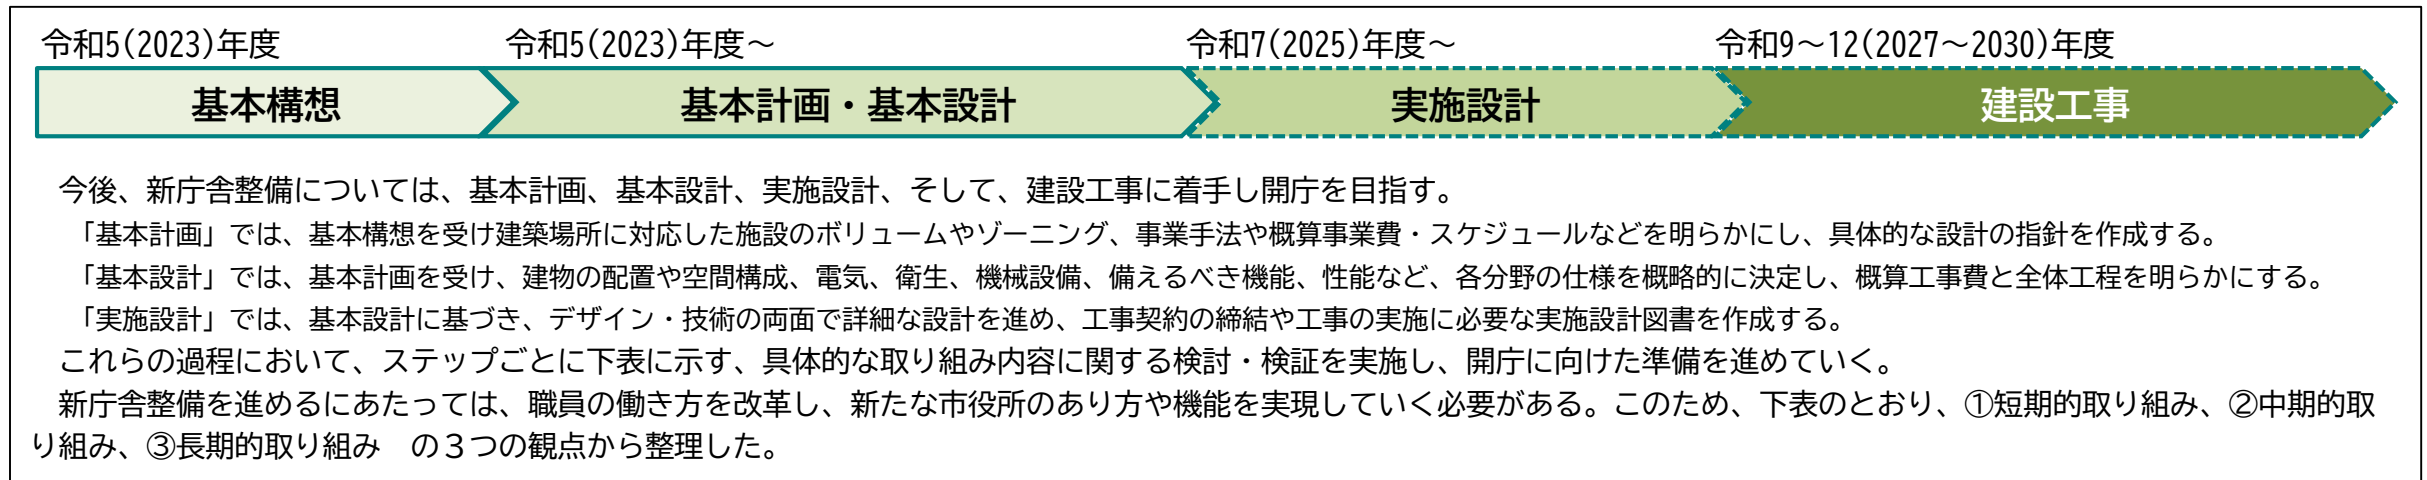 令和5(2023)年度
令和5(2023)年度～
令和7(2025)年度～
令和9～12(2027～2030)年度
基本構想
基本計画・基本設計
実施設計
建設工事
今後、新庁舎整備については、基本計画、基本設計、実施設計、そして、建設工事に着手し開庁を目指す。
「基本計画」では、基本構想を受け建築場所に対応した施設のボリュームやゾーニング、事業手法や概算事業費・スケジュールなどを明らかにし、具体的な設計の指針を作成する。
「基本設計」では、基本計画を受け、建物の配置や空間構成、電気、衛生、機械設備、備えるべき機能、性能など、各分野の仕様を概略的に決定し、概算工事費と全体工程を明らかにする。
「実施設計」では、基本設計に基づき、デザイン・技術の両面で詳細な設計を進め、工事契約の締結や工事の実施に必要な実施設計図書を作成する。
これらの過程において、ステップごとに下表に示す、具体的な取り組み内容に関する検討・検証を実施し、開庁に向けた準備を進めていく。
新庁舎整備を進めるにあたっては、職員の働き方を改革し、新たな市役所のあり方や機能を実現していく必要がある。このため、下表のとおり、①短期的取り組み、②中期的取
り組み、③長期的取り組み　の３つの観点から整理した。